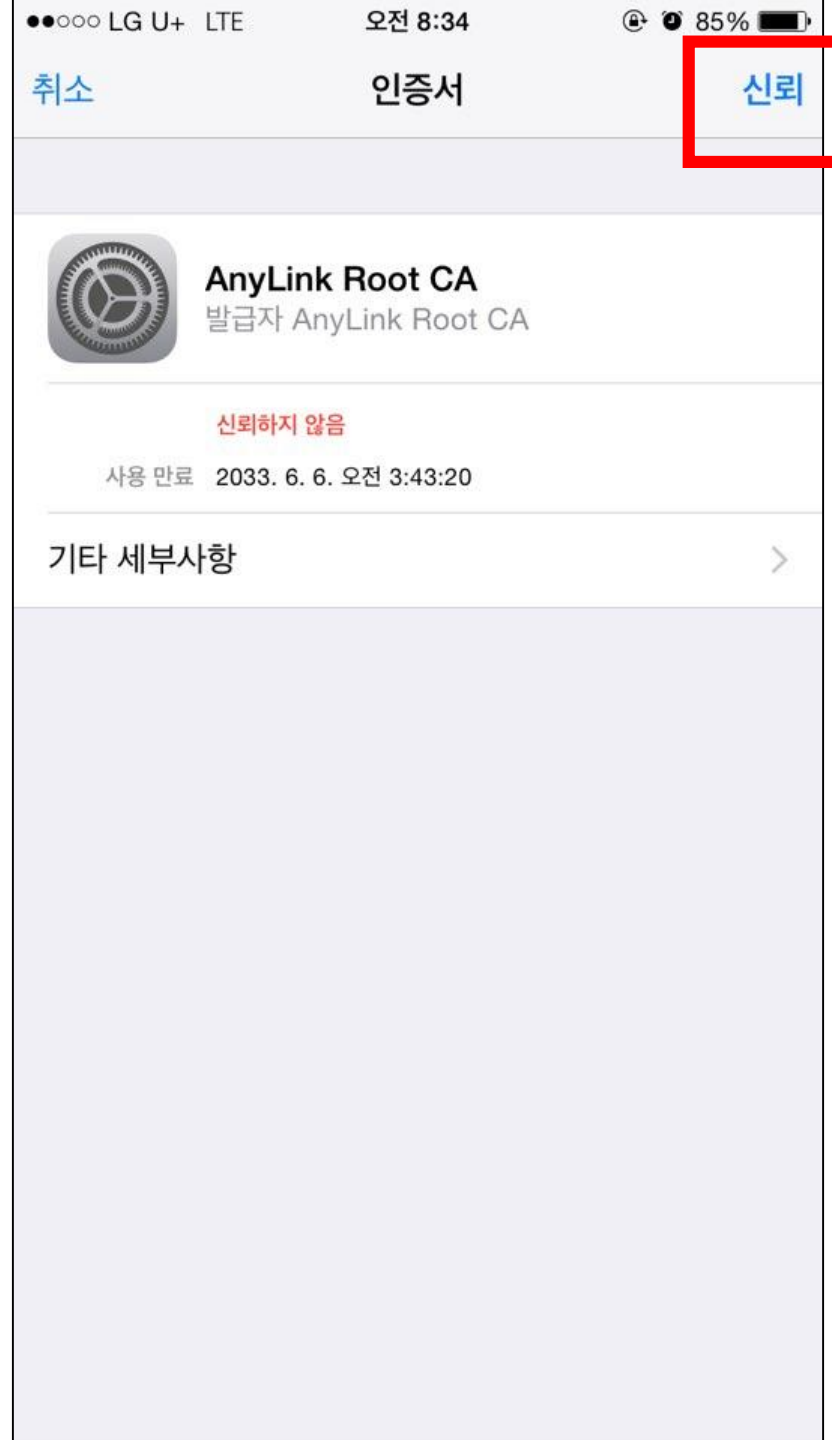 LG U+ LTE 오전 8:34 85%
취소 인증서 신뢰
AnyLink Root CA
발급자 AnyLink Root CA
신뢰하지 않음
사용 만료 2033. 6. 6. 오전 3:43:20
기타 세부사항